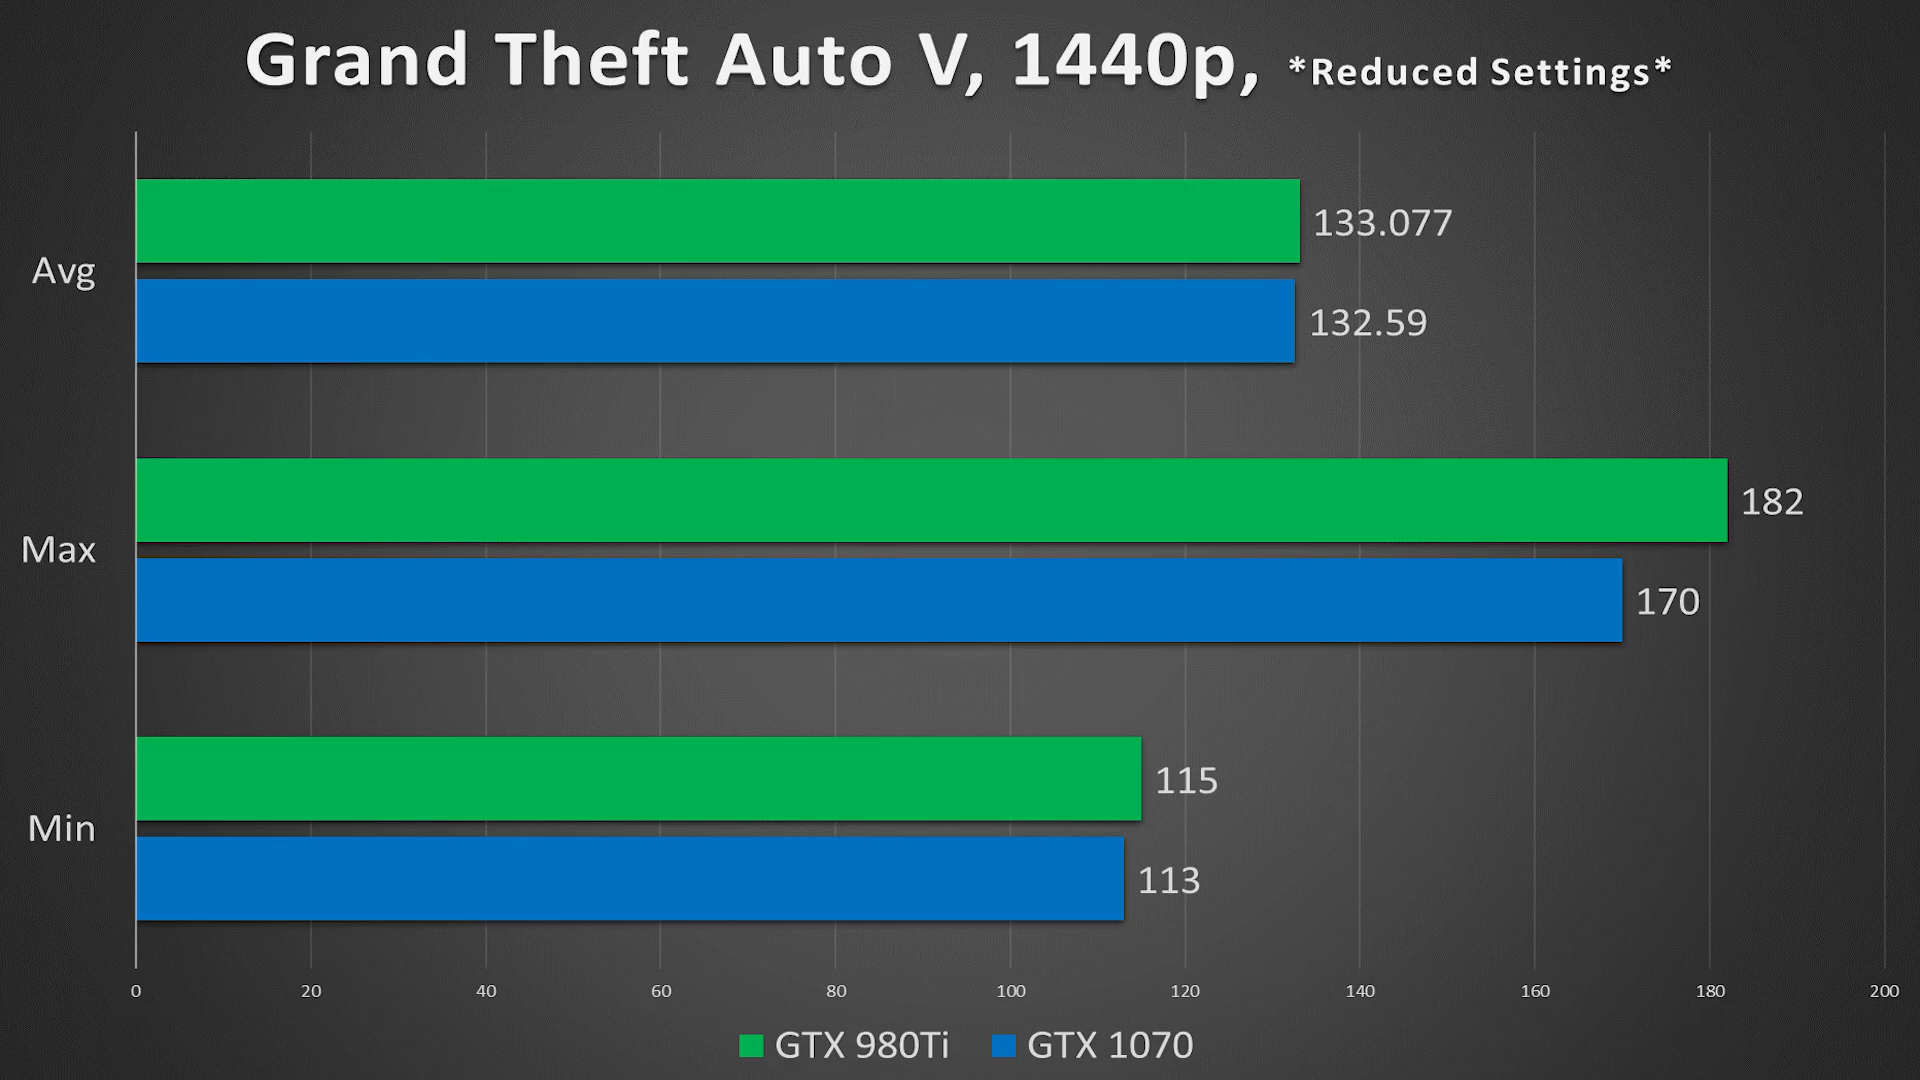 Grand Theft Auto V, 1440p, *Reduced Settings*
Avg
133.077
132.59
Max
182
170
Min
115
113
0 20 40 60 80 100 120 140 160 180 200
GTX 980Ti GTX 1070